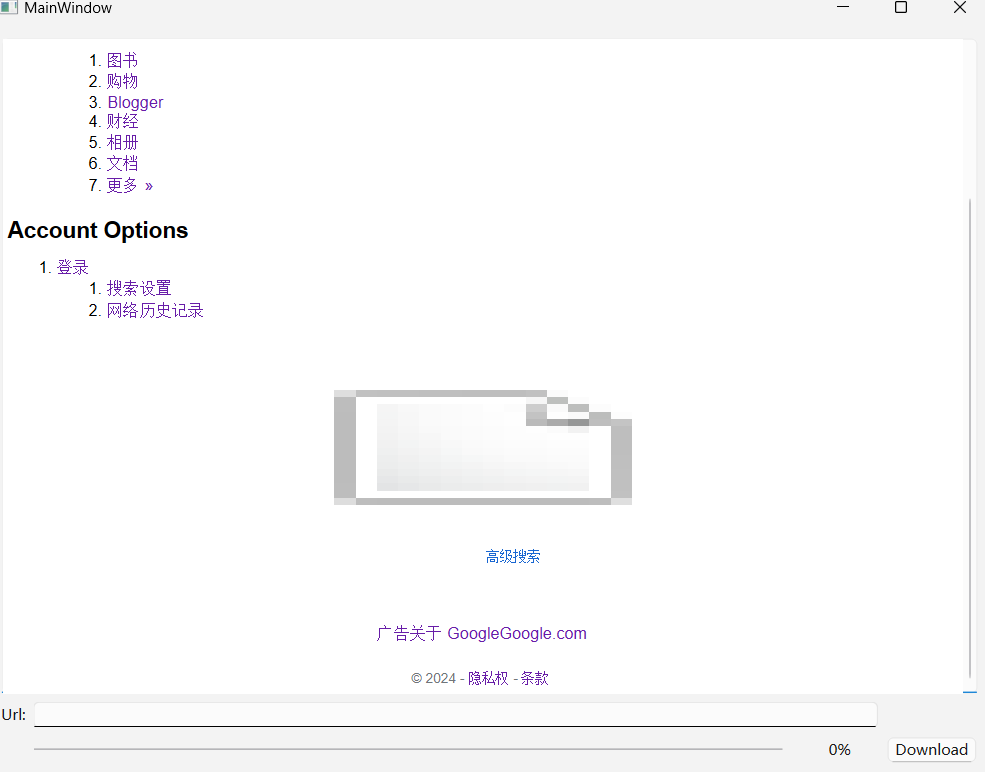 MainWindow
1. 图书
2. 购物
3. Blogger
4. 财经
5. 相册
6. 文档
7. 更多 »
Account Options
1. 登录
1. 搜索设置
2. 网络历史记录
高级搜索
广告关于 GoogleGoogle.com
© 2024 - 隐私权 - 条款
Url:
0% Download